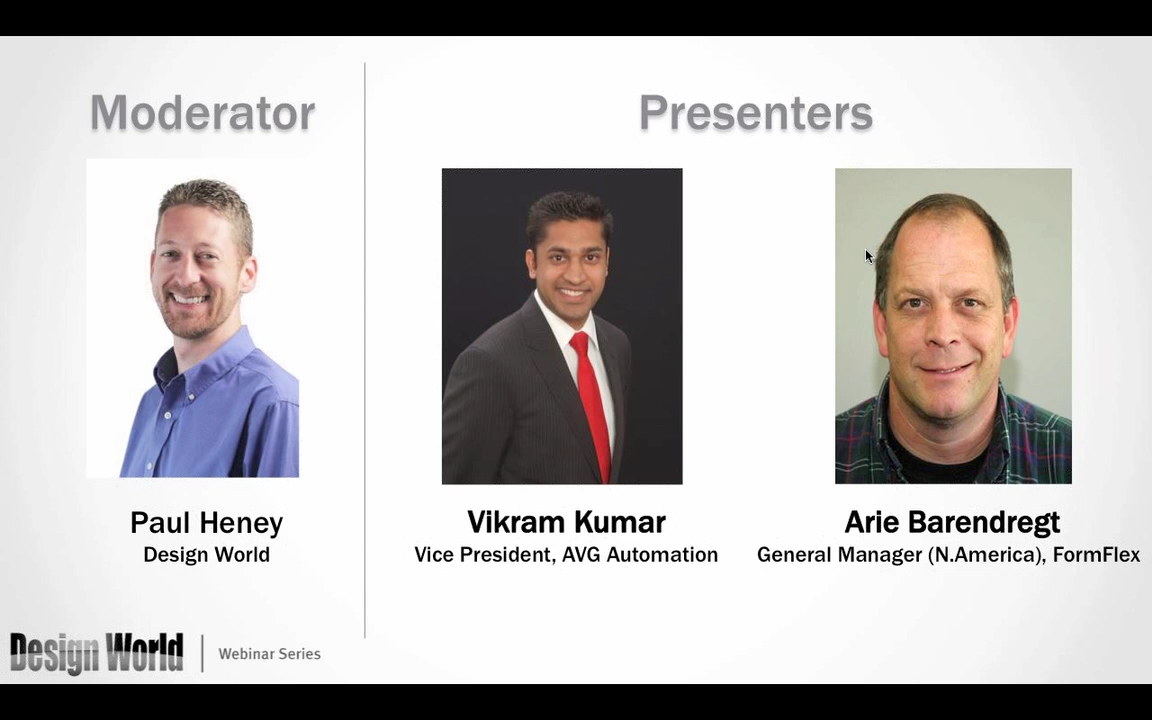 Moderator
Presenters
Paul Heney
Design World
Vikram Kumar
Vice President, AVG Automation
Arie Barendregt
General Manager (N.America), FormFlex
Design World
Webinar Series